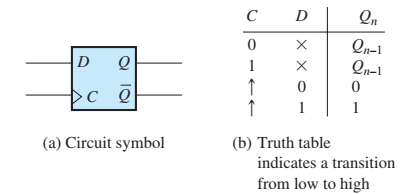 D Q
C Q̅
(a) Circuit symbol
C D Qn
0 × Qn–1
1 × Qn–1
↑ 0 0
↑ 1 1
(b) Truth table
indicates a transition
from low to high